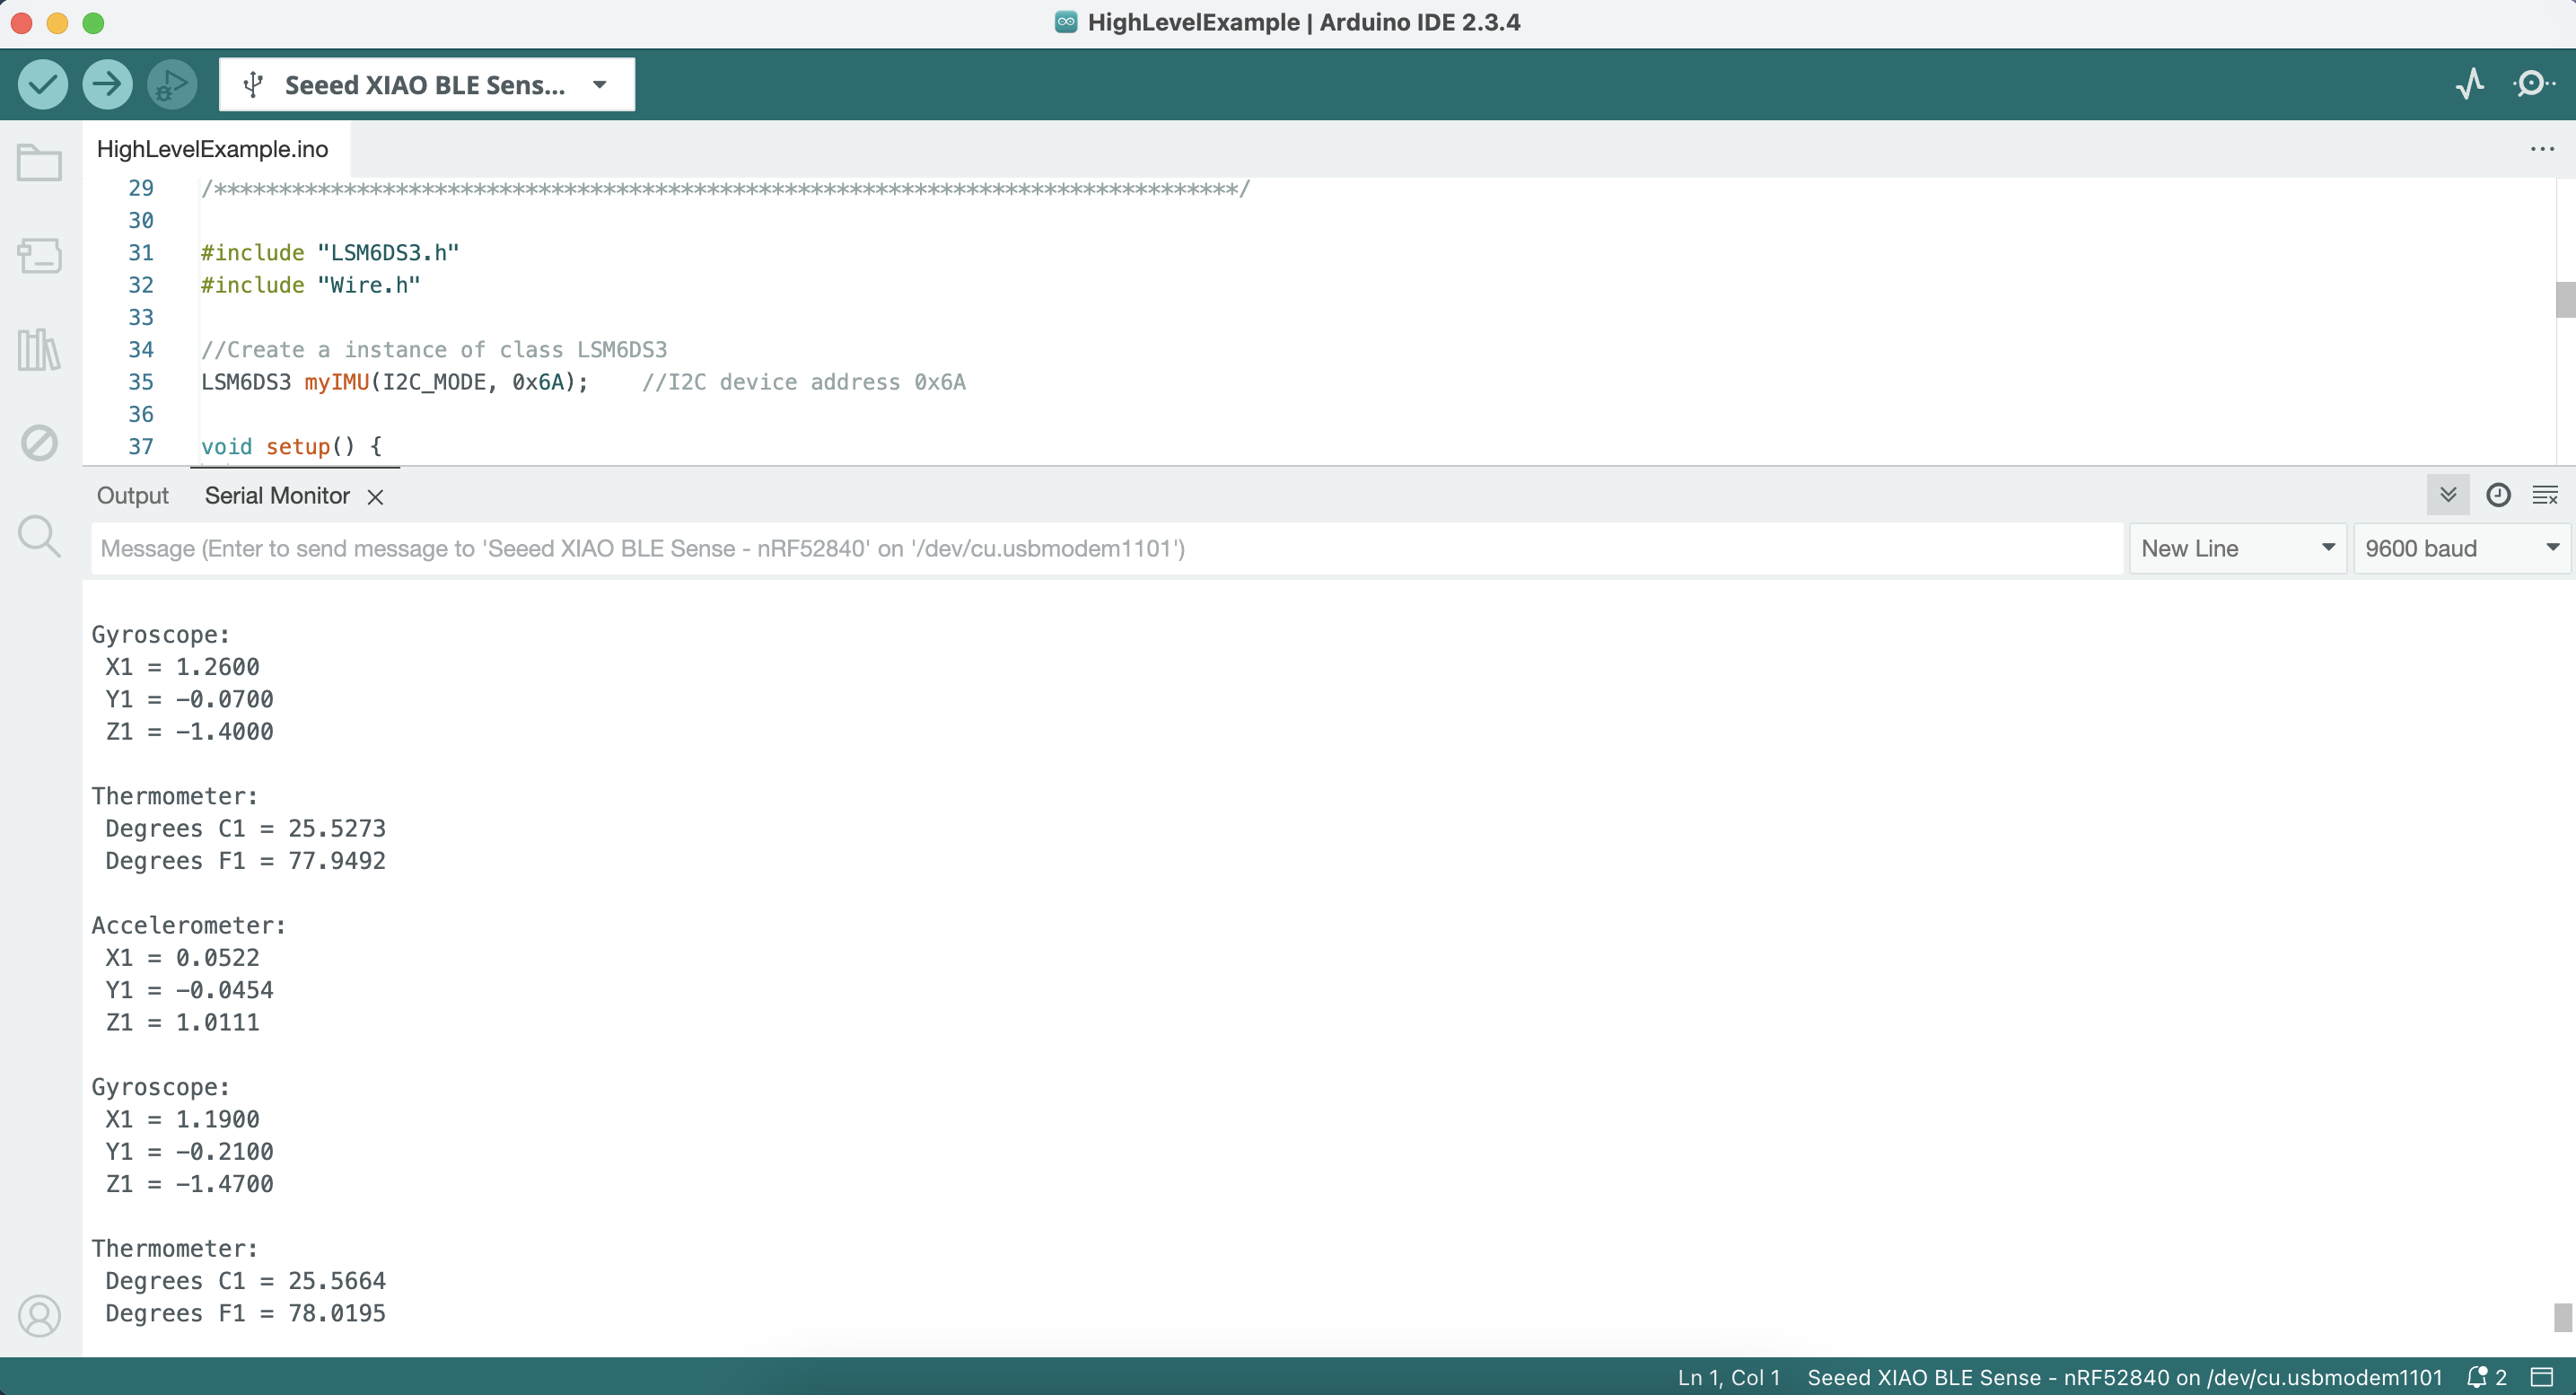 HighLevelExample | Arduino IDE 2.3.4
Seeed XIAO BLE Sens...
HighLevelExample.ino
29 /*******************************************************************************/
30
31 #include "LSM6DS3.h"
32 #include "Wire.h"
33
34 //Create a instance of class LSM6DS3
35 LSM6DS3 myIMU(I2C_MODE, 0x6A);    //I2C device address 0x6A
36
37 void setup() {
Output Serial Monitor
Message (Enter to send message to 'Seeed XIAO BLE Sense - nRF52840' on '/dev/cu.usbmodem1101') New Line 9600 baud
Gyroscope:
X1 = 1.2600
Y1 = -0.0700
Z1 = -1.4000
Thermometer:
Degrees C1 = 25.5273
Degrees F1 = 77.9492
Accelerometer:
X1 = 0.0522
Y1 = -0.0454
Z1 = 1.0111
Gyroscope:
X1 = 1.1900
Y1 = -0.2100
Z1 = -1.4700
Thermometer:
Degrees C1 = 25.5664
Degrees F1 = 78.0195
Ln 1, Col 1 Seeed XIAO BLE Sense - nRF52840 on /dev/cu.usbmodem1101 2